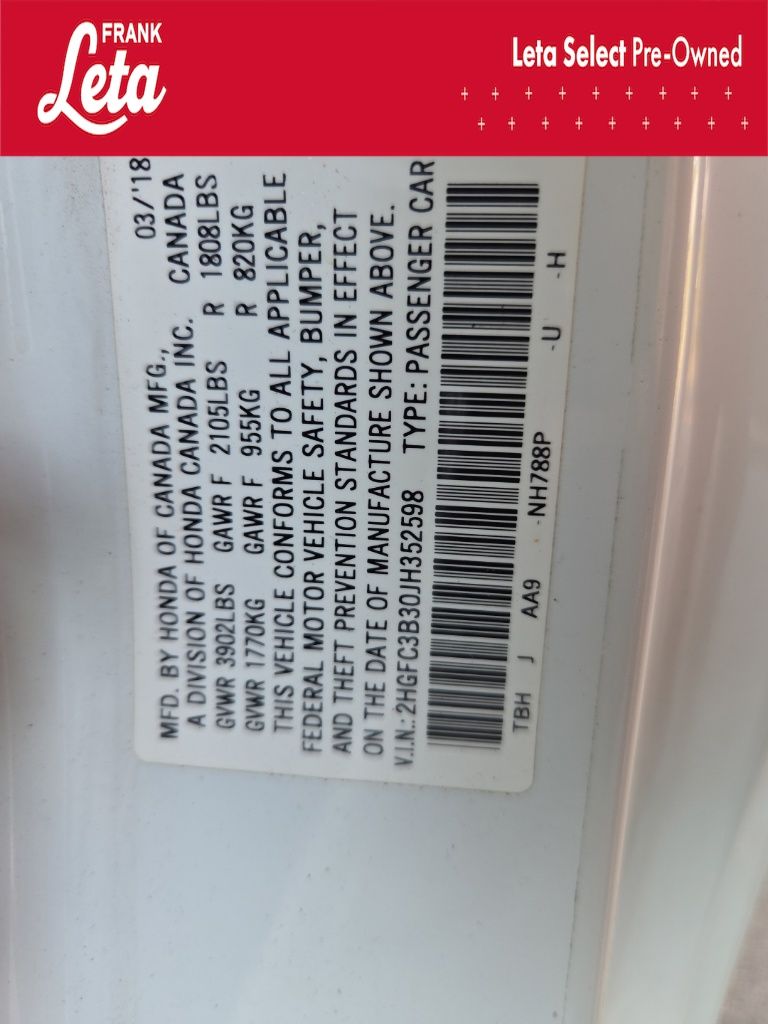 FRANK
Leta
Leta Select Pre-Owned
MFD. BY HONDA OF CANADA MFG., 03/'18
A DIVISION OF HONDA CANADA INC. CANADA
GVWR 3902LBS GAWR F 2105LBS R 1808LBS
GVWR 1770KG GAWR F 955KG R 820KG
THIS VEHICLE CONFORMS TO ALL APPLICABLE
FEDERAL MOTOR VEHICLE SAFETY, BUMPER,
AND THEFT PREVENTION STANDARDS IN EFFECT
ON THE DATE OF MANUFACTURE SHOWN ABOVE.
V.I.N.: 2HGFC3B30JH352598 TYPE: PASSENGER CAR
TBH J AA9 -NH788P -U -H